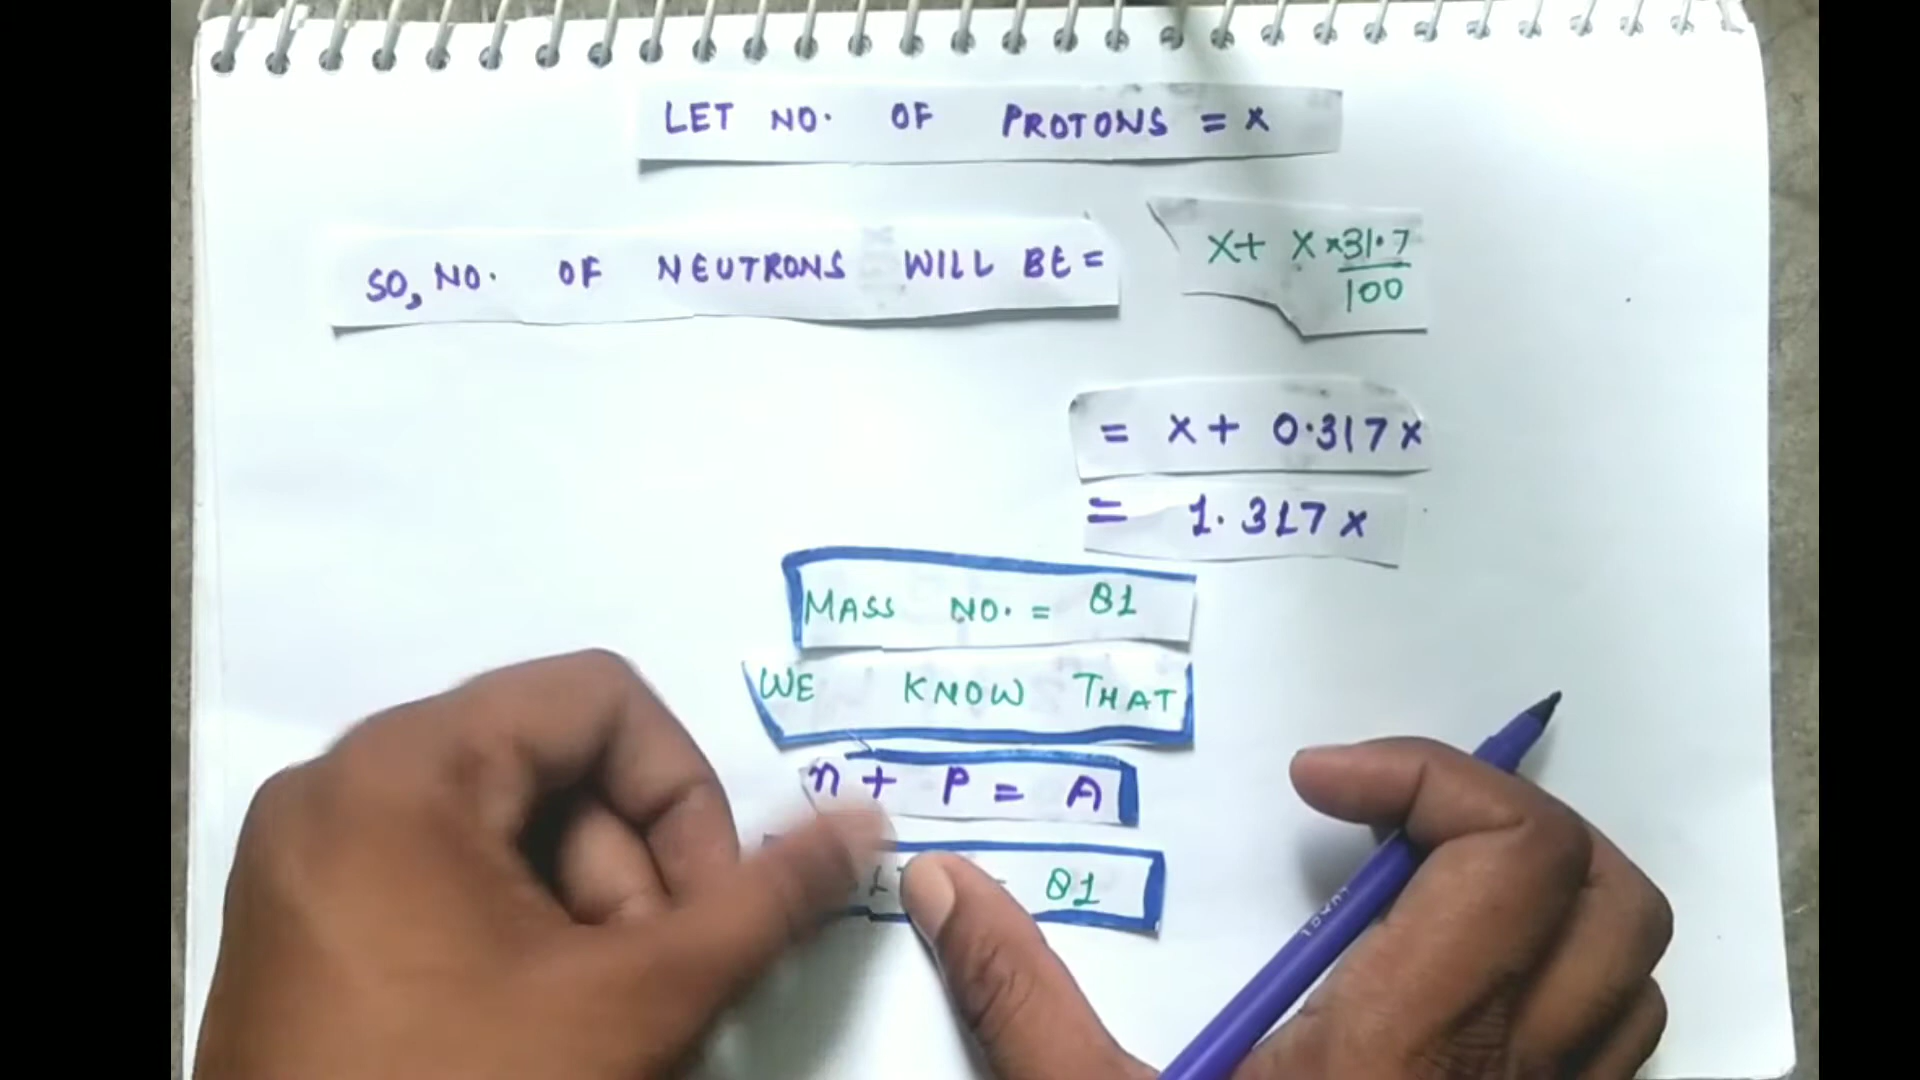 LET NO. OF PROTONS = x
SO, NO. OF NEUTRONS WILL BE =
x + x × 31.7
100
= x + 0.317x
= 1.317x
MASS NO. = 81
WE KNOW THAT
n + P = A
81